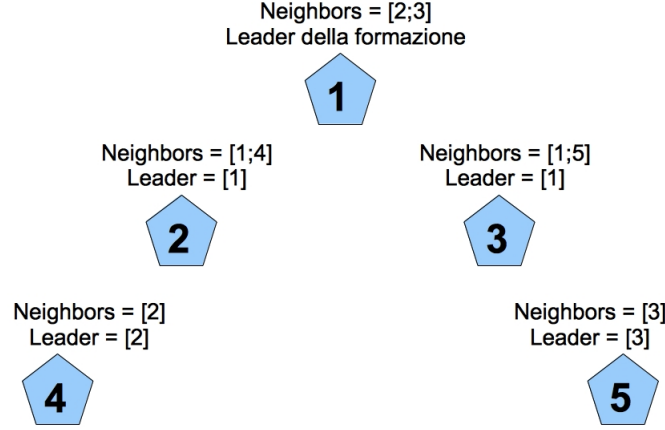 Neighbors = [2;3]
Leader della formazione
1
Neighbors = [1;4]
Leader = [1]
2
Neighbors = [1;5]
Leader = [1]
3
Neighbors = [2]
Leader = [2]
4
Neighbors = [3]
Leader = [3]
5